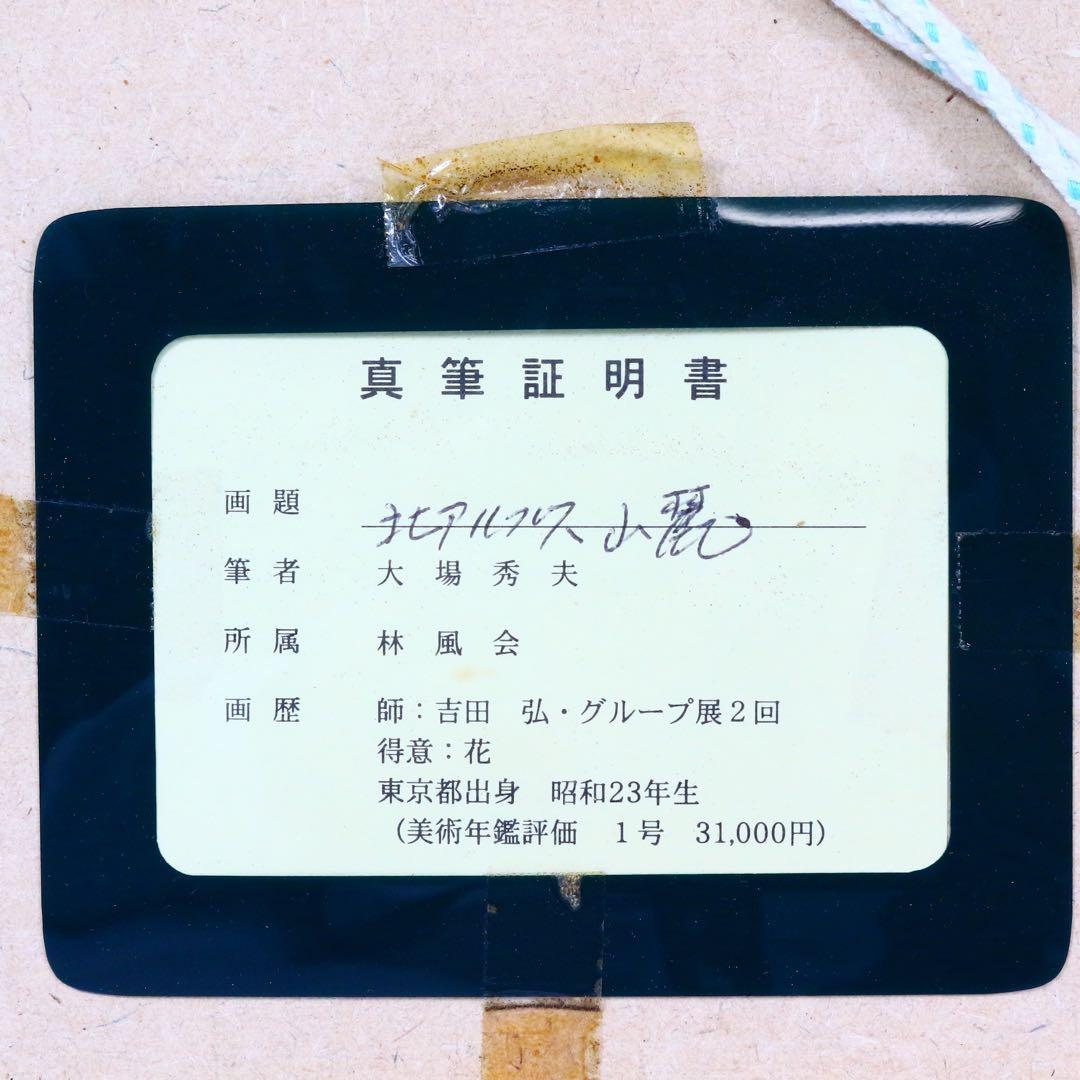 真筆証明書
画題 北アルプス山麗
筆者 大場秀夫
所属 林風会
画歴 師：吉田 弘・グループ展２回
得意：花
東京都出身 昭和23年生
（美術年鑑評価 １号 31,000円）